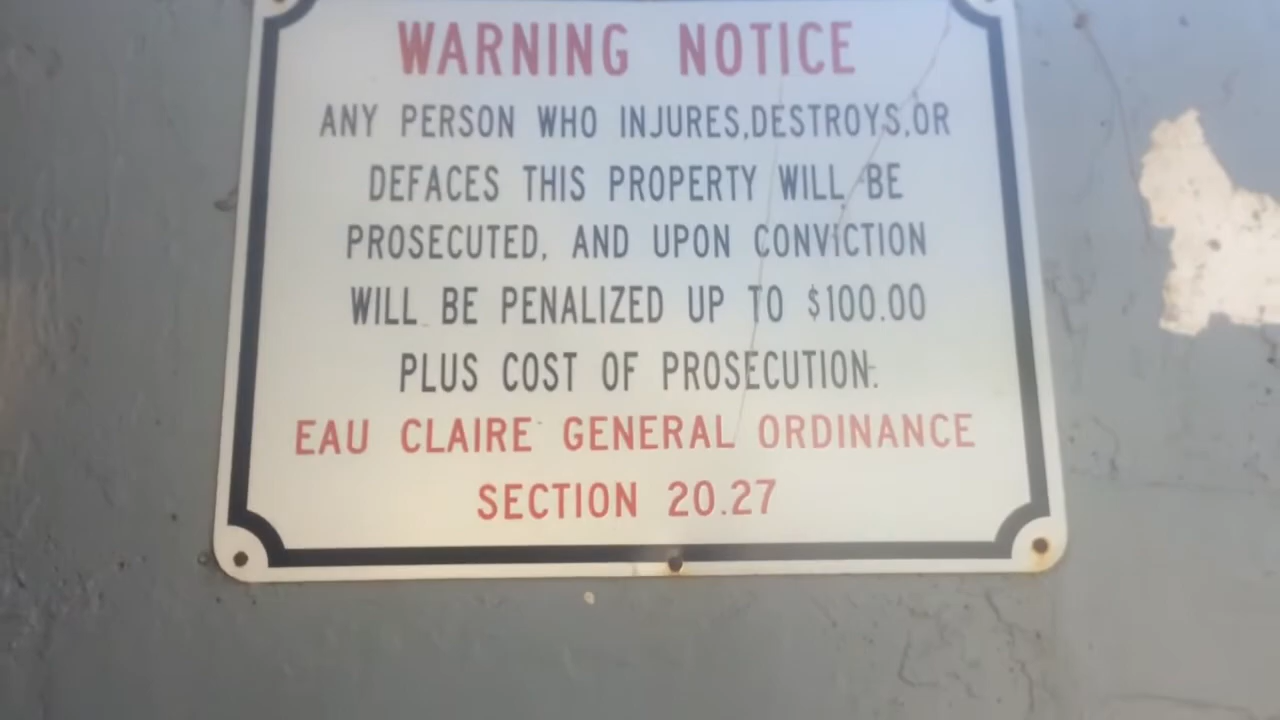 WARNING NOTICE
ANY PERSON WHO INJURES,DESTROYS,OR
DEFACES THIS PROPERTY WILL BE
PROSECUTED, AND UPON CONVICTION
WILL BE PENALIZED UP TO $100.00
PLUS COST OF PROSECUTION.
EAU CLAIRE GENERAL ORDINANCE
SECTION 20.27